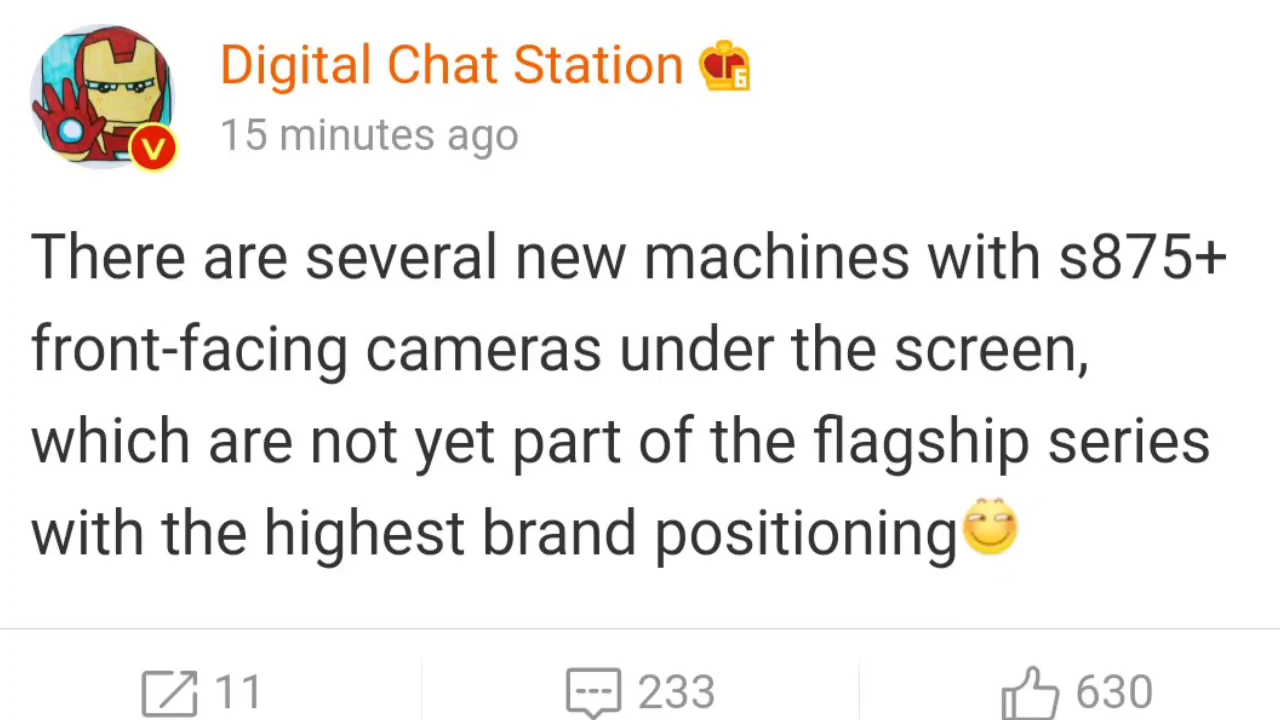 Digital Chat Station
6
15 minutes ago
V
There are several new machines with s875+
front-facing cameras under the screen,
which are not yet part of the flagship series
with the highest brand positioning
11
233
630